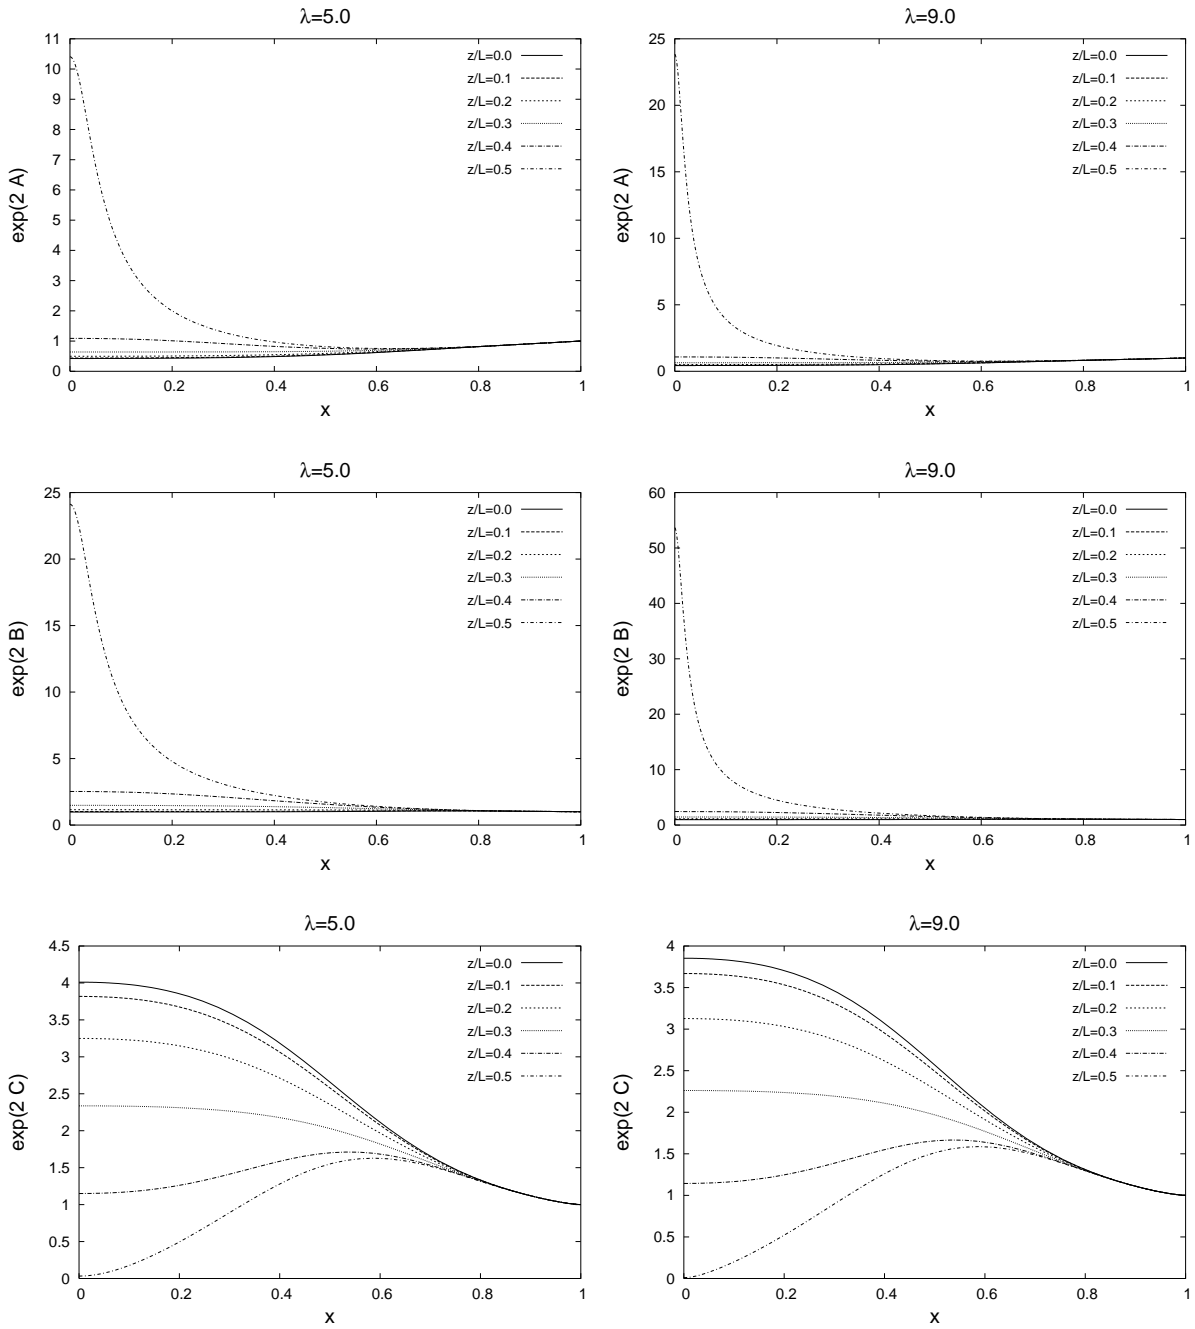 λ=5.0
11
10
9
8
7
6
5
4
3
2
1
0
exp(2 A)
z/L=0.0
z/L=0.1
z/L=0.2
z/L=0.3
z/L=0.4
z/L=0.5
0 0.2 0.4 0.6 0.8 1
x
λ=9.0
25
20
15
10
5
0
exp(2 A)
z/L=0.0
z/L=0.1
z/L=0.2
z/L=0.3
z/L=0.4
z/L=0.5
0 0.2 0.4 0.6 0.8 1
x
λ=5.0
25
20
15
10
5
0
exp(2 B)
z/L=0.0
z/L=0.1
z/L=0.2
z/L=0.3
z/L=0.4
z/L=0.5
0 0.2 0.4 0.6 0.8 1
x
λ=9.0
60
50
40
30
20
10
0
exp(2 B)
z/L=0.0
z/L=0.1
z/L=0.2
z/L=0.3
z/L=0.4
z/L=0.5
0 0.2 0.4 0.6 0.8 1
x
λ=5.0
4.5
4
3.5
3
2.5
2
1.5
1
0.5
0
exp(2 C)
z/L=0.0
z/L=0.1
z/L=0.2
z/L=0.3
z/L=0.4
z/L=0.5
0 0.2 0.4 0.6 0.8 1
x
λ=9.0
4
3.5
3
2.5
2
1.5
1
0.5
0
exp(2 C)
z/L=0.0
z/L=0.1
z/L=0.2
z/L=0.3
z/L=0.4
z/L=0.5
0 0.2 0.4 0.6 0.8 1
x